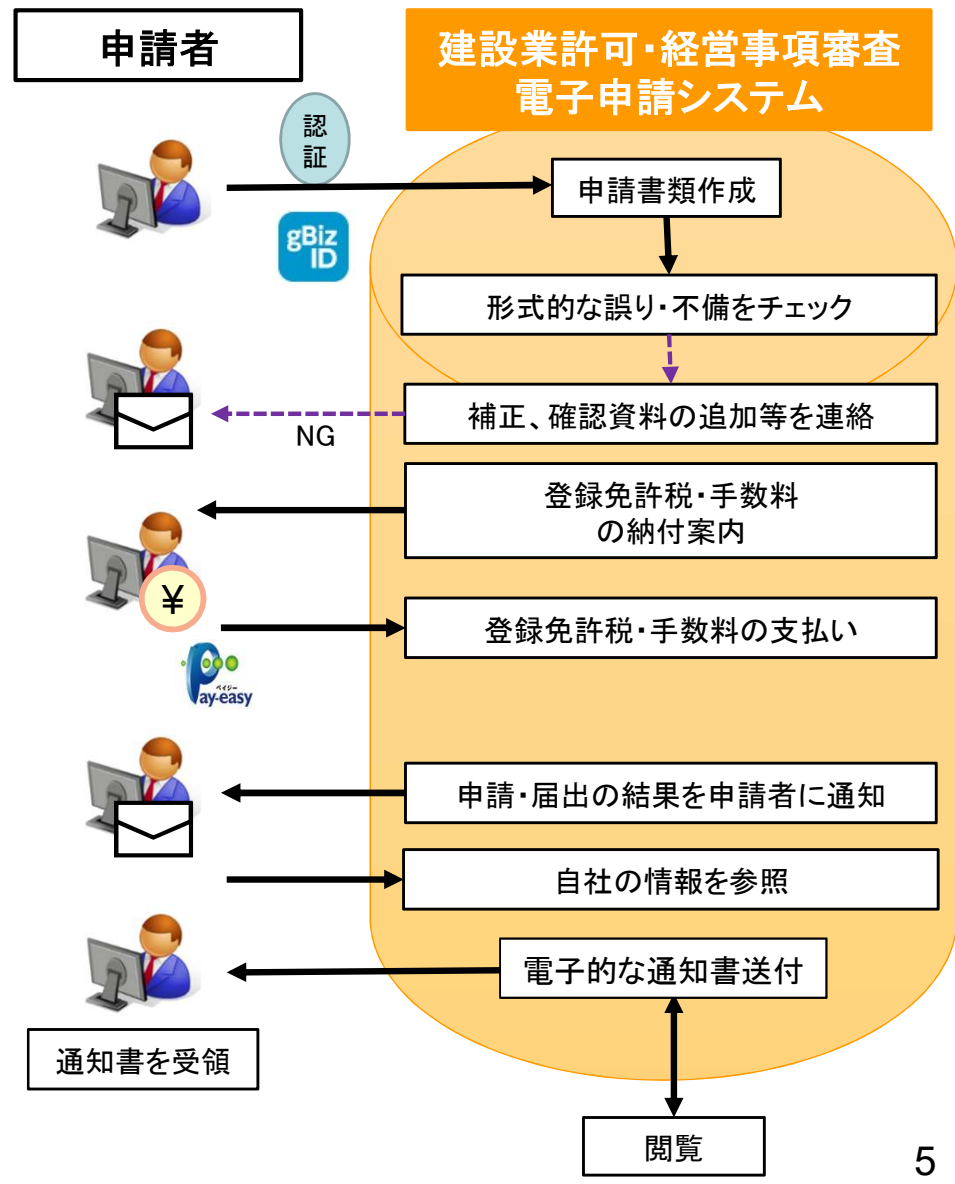 申請者
建設業許可・経営事項審査
電子申請システム
認
証
申請書類作成
gBiz
ID
形式的な誤り・不備をチェック
補正、確認資料の追加等を連絡
NG
登録免許税・手数料
の納付案内
¥
登録免許税・手数料の支払い
ペイジー
Pay-easy
申請・届出の結果を申請者に通知
自社の情報を参照
電子的な通知書送付
通知書を受領
閲覧
5